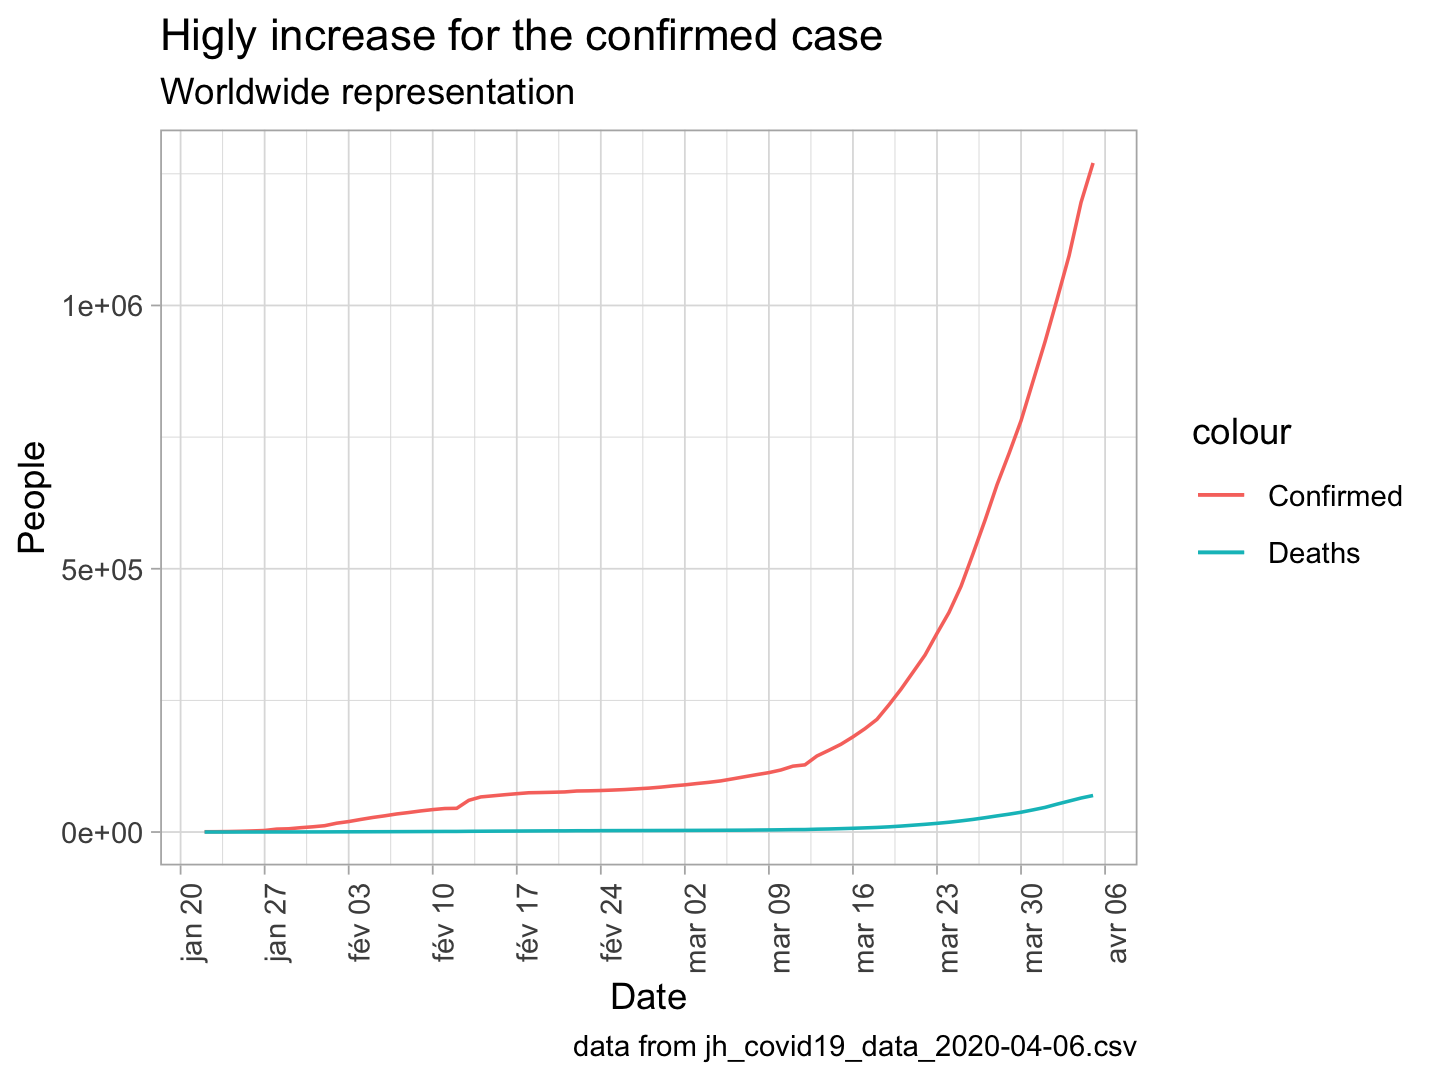 Higly increase for the confirmed case
Worldwide representation
People
1e+06
5e+05
0e+00
jan 20
jan 27
fév 03
fév 10
fév 17
fév 24
mar 02
mar 09
mar 16
mar 23
mar 30
avr 06
Date
colour
Confirmed
Deaths
data from jh_covid19_data_2020-04-06.csv